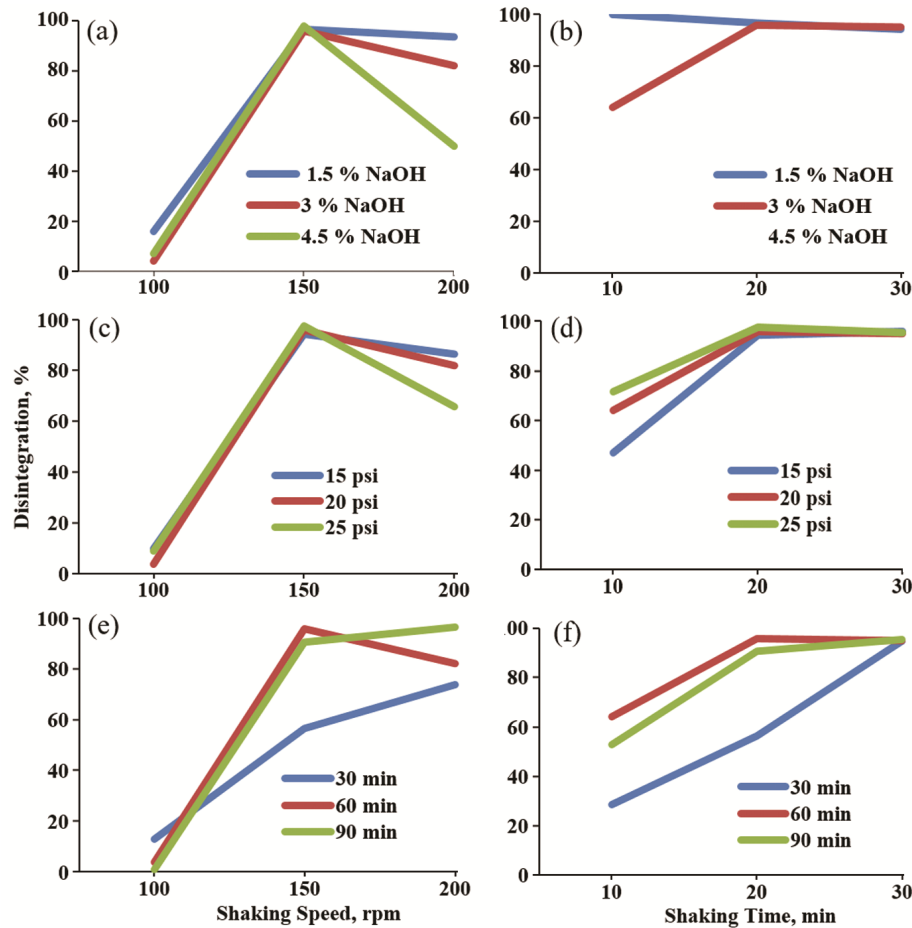 (a)
100
80
60
40
20
0
1.5 % NaOH
3 % NaOH
4.5 % NaOH
100 150 200
(b)
100
80
60
40
20
0
1.5 % NaOH
3 % NaOH
4.5 % NaOH
10 20 30
(c)
100
80
60
40
20
0
15 psi
20 psi
25 psi
100 150 200
(d)
100
80
60
40
20
0
15 psi
20 psi
25 psi
10 20 30
Disintegration, %
(e)
100
80
60
40
20
0
30 min
60 min
90 min
100 150 200
Shaking Speed, rpm
(f)
00
80
60
40
20
0
30 min
60 min
90 min
10 20 30
Shaking Time, min